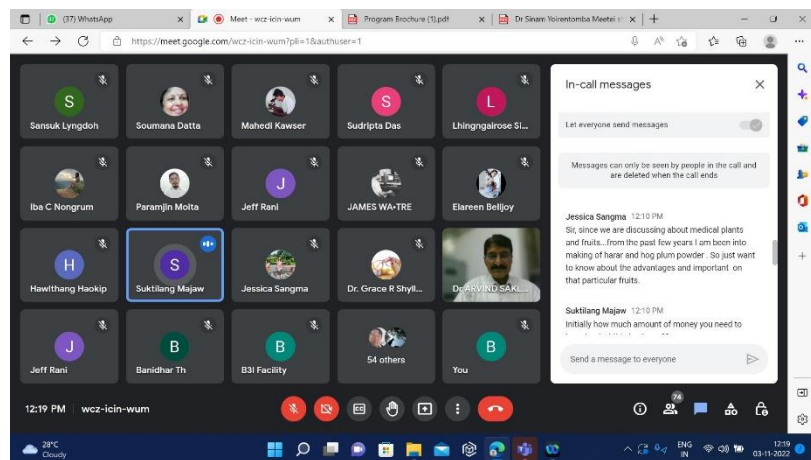 (37) WhatsApp
Meet - wcz-icin-wum
Program Brochure (1).pdf
Dr Sinam Yoirentomba Meetei
https://meet.google.com/wcz-icin-wum?pli=1&authuser=1
S
Sansuk Lyngdoh
Soumana Datta
Mahedi Kawser
S
Sudripta Das
L
Lhingngairose Si...
Iba C Nongrum
Paramjin Moita
J
Jeff Rani
JAMES WA•TRE
Elareen Belljoy
H
Hawlthang Haokip
S
Suktilang Majaw
Jessica Sangma
Dr. Grace R Shyll...
Dr ARVIND SAKL...
J
Jeff Rani
B
Banidhar Th
B
B3I Facility
54 others
B
You
In-call messages
Let everyone send messages
Messages can only be seen by people in the call and
are deleted when the call ends
Jessica Sangma 12:10 PM
Sir, since we are discussing about medical plants
and fruits...from the past few years I am been into
making of harar and hog plum powder . So just want
to know about the advantages and important on
that particular fruits.
Suktilang Majaw 12:10 PM
Initially how much amount of money you need to
Send a message to everyone
12:19 PM | wcz-icin-wum
74
28°C
Cloudy
ENG
IN
12:19
03-11-2022